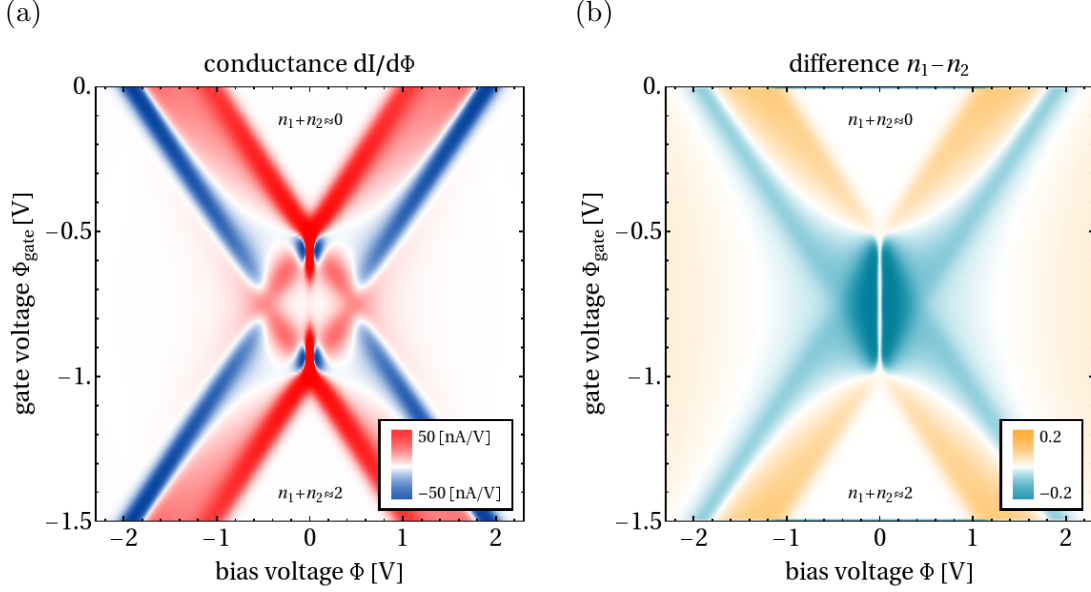 (a)
conductance dI/dΦ
0.
−0.5
−1.
−1.5
gate voltage Φgate [V]
n₁+n₂≈0
n₁+n₂≈2
50 [nA/V]
−50 [nA/V]
−2
−1
0
1
2
bias voltage Φ [V]
(b)
difference n₁−n₂
0.
−0.5
−1.
−1.5
gate voltage Φgate [V]
n₁+n₂≈0
n₁+n₂≈2
0.2
−0.2
−2
−1
0
1
2
bias voltage Φ [V]